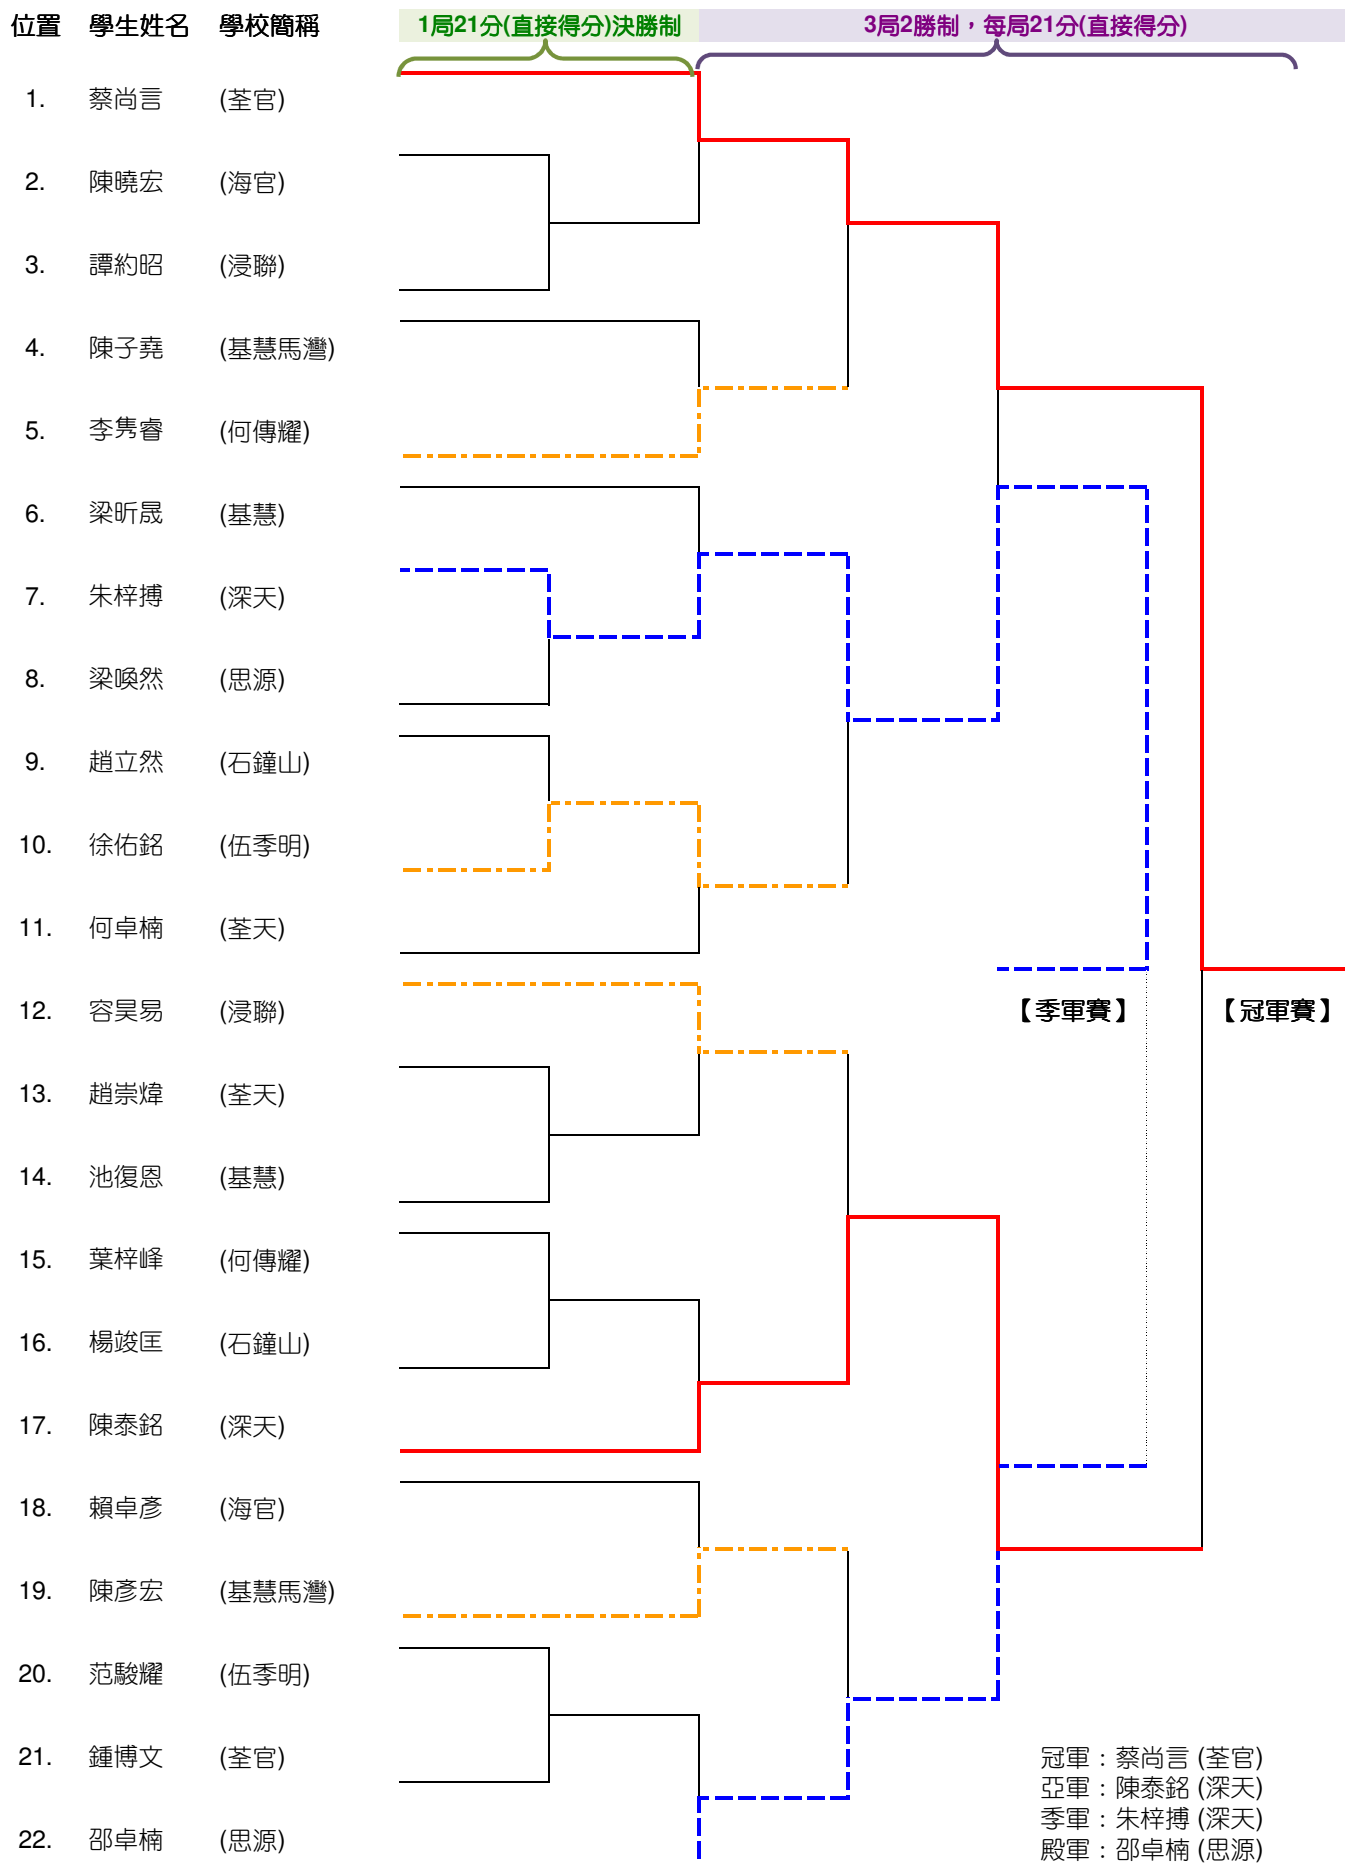 位置 學生姓名 學校簡稱 1局21分(直接得分)決勝制 3局2勝制，每局21分(直接得分)
1. 蔡尚言 (荃官)
2. 陳曉宏 (海官)
3. 譚約昭 (浸聯)
4. 陳子堯 (基慧馬灣)
5. 李雋睿 (何傳耀)
6. 梁昕晟 (基慧)
7. 朱梓搏 (深天)
8. 梁喚然 (思源)
9. 趙立然 (石鐘山)
10. 徐佑銘 (伍季明)
11. 何卓楠 (荃天)
12. 容昊易 (浸聯)
【季軍賽】 【冠軍賽】
13. 趙崇煒 (荃天)
14. 池復恩 (基慧)
15. 葉梓峰 (何傳耀)
16. 楊竣匡 (石鐘山)
17. 陳泰銘 (深天)
18. 賴卓彥 (海官)
19. 陳彥宏 (基慧馬灣)
20. 范駿耀 (伍季明)
21. 鍾博文 (荃官)
22. 邵卓楠 (思源)
冠軍：蔡尚言 (荃官)
亞軍：陳泰銘 (深天)
季軍：朱梓搏 (深天)
殿軍：邵卓楠 (思源)